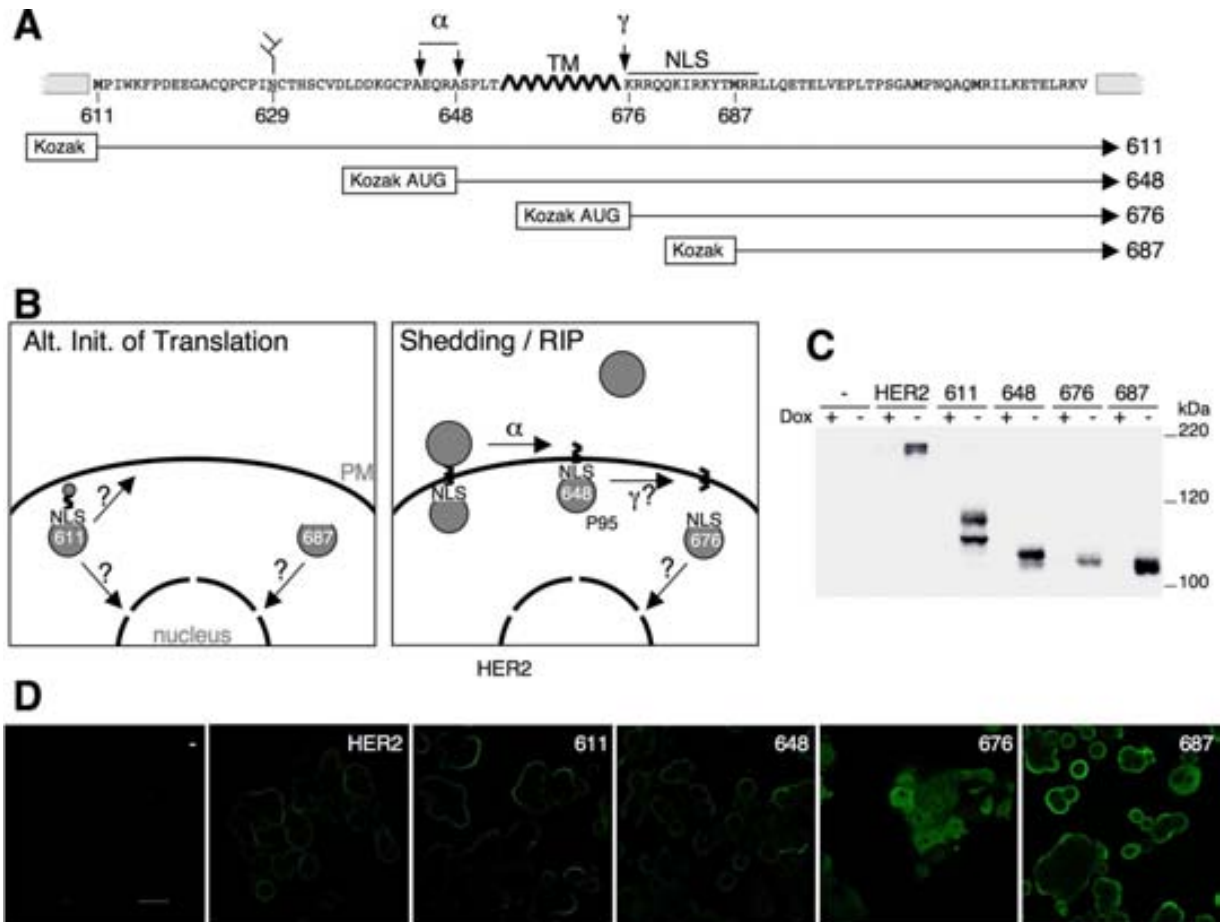 A
α
γ
TM
NLS
MPIWKFPDEEGACQPCPINCTHSCVDLDDKGCPAEQRASPLT
KRRQQKIRKYTMRRLLQETELVEPLTPSGAMPNQAQMRILKETELRKV
611
629
648
676
687
Kozak
611
Kozak AUG
648
Kozak AUG
676
Kozak
687
B
Alt. Init. of Translation
PM
?
NLS
611
687
?
?
nucleus
Shedding / RIP
α
NLS
NLS
648
γ?
P95
NLS
676
?
HER2
C
- HER2 611 648 676 687
kDa
Dox + - + - + - + - + - + -
220
120
100
D
-
HER2
611
648
676
687